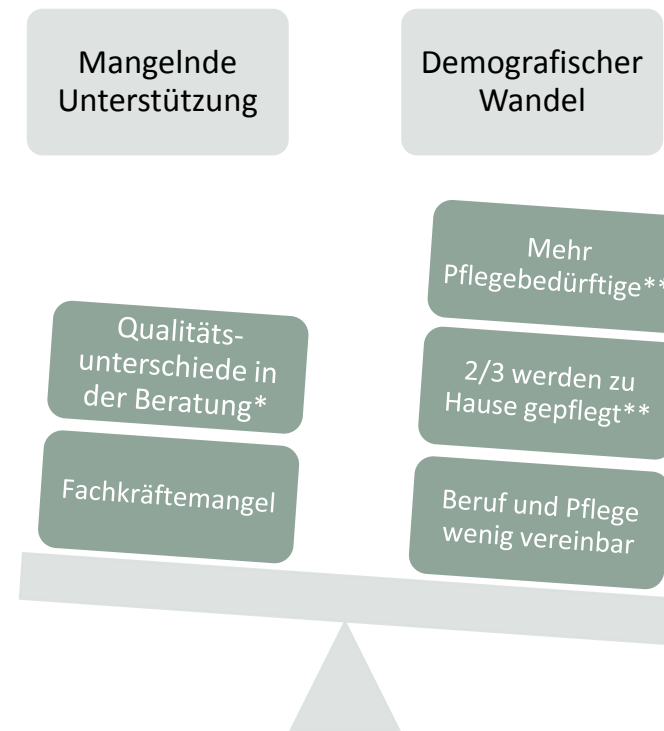 Mangelnde
Unterstützung
Demografischer
Wandel
Qualitäts-
unterschiede in
der Beratung*
Fachkräftemangel
Mehr
Pflegebedürftige**
2/3 werden zu
Hause gepflegt**
Beruf und Pflege
wenig vereinbar